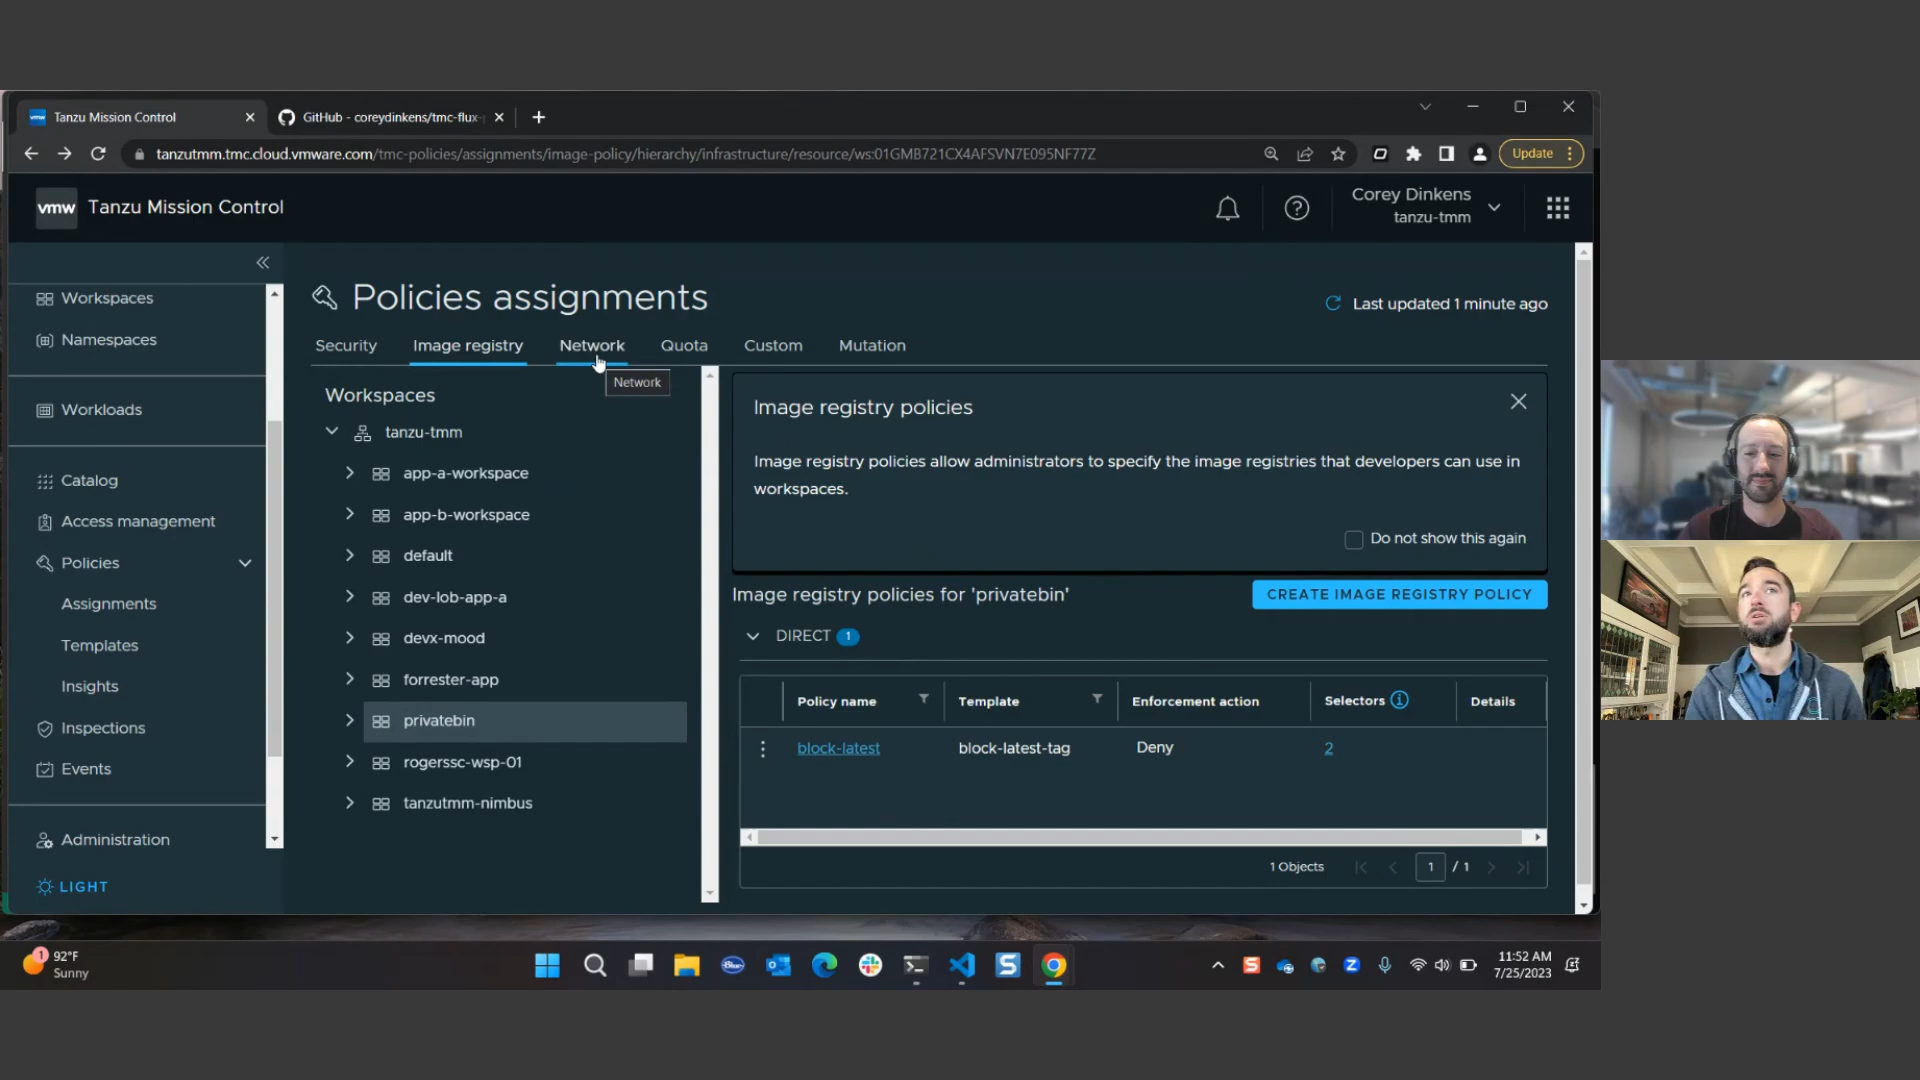 Tanzu Mission Control
GitHub - coreydinkens/tmc-flux-
tanzutmm.tmc.cloud.vmware.com/tmc-policies/assignments/image-policy/hierarchy/infrastructure/resource/ws:01GMB721CX4AFSVN7E095NF77Z
Update
vmw Tanzu Mission Control
Corey Dinkens
tanzu-tmm
Workspaces
Namespaces
Workloads
Catalog
Access management
Policies
Assignments
Templates
Insights
Inspections
Events
Administration
LIGHT
Policies assignments
Last updated 1 minute ago
Security
Image registry
Network
Quota
Custom
Mutation
Network
Workspaces
tanzu-tmm
app-a-workspace
app-b-workspace
default
dev-lob-app-a
devx-mood
forrester-app
privatebin
rogerssc-wsp-01
tanzutmm-nimbus
Image registry policies
Image registry policies allow administrators to specify the image registries that developers can use in
workspaces.
Do not show this again
Image registry policies for 'privatebin'
CREATE IMAGE REGISTRY POLICY
DIRECT 1
Policy name
Template
Enforcement action
Selectors
Details
block-latest
block-latest-tag
Deny
2
1 Objects
1 / 1
1
92°F
Sunny
11:52 AM
7/25/2023